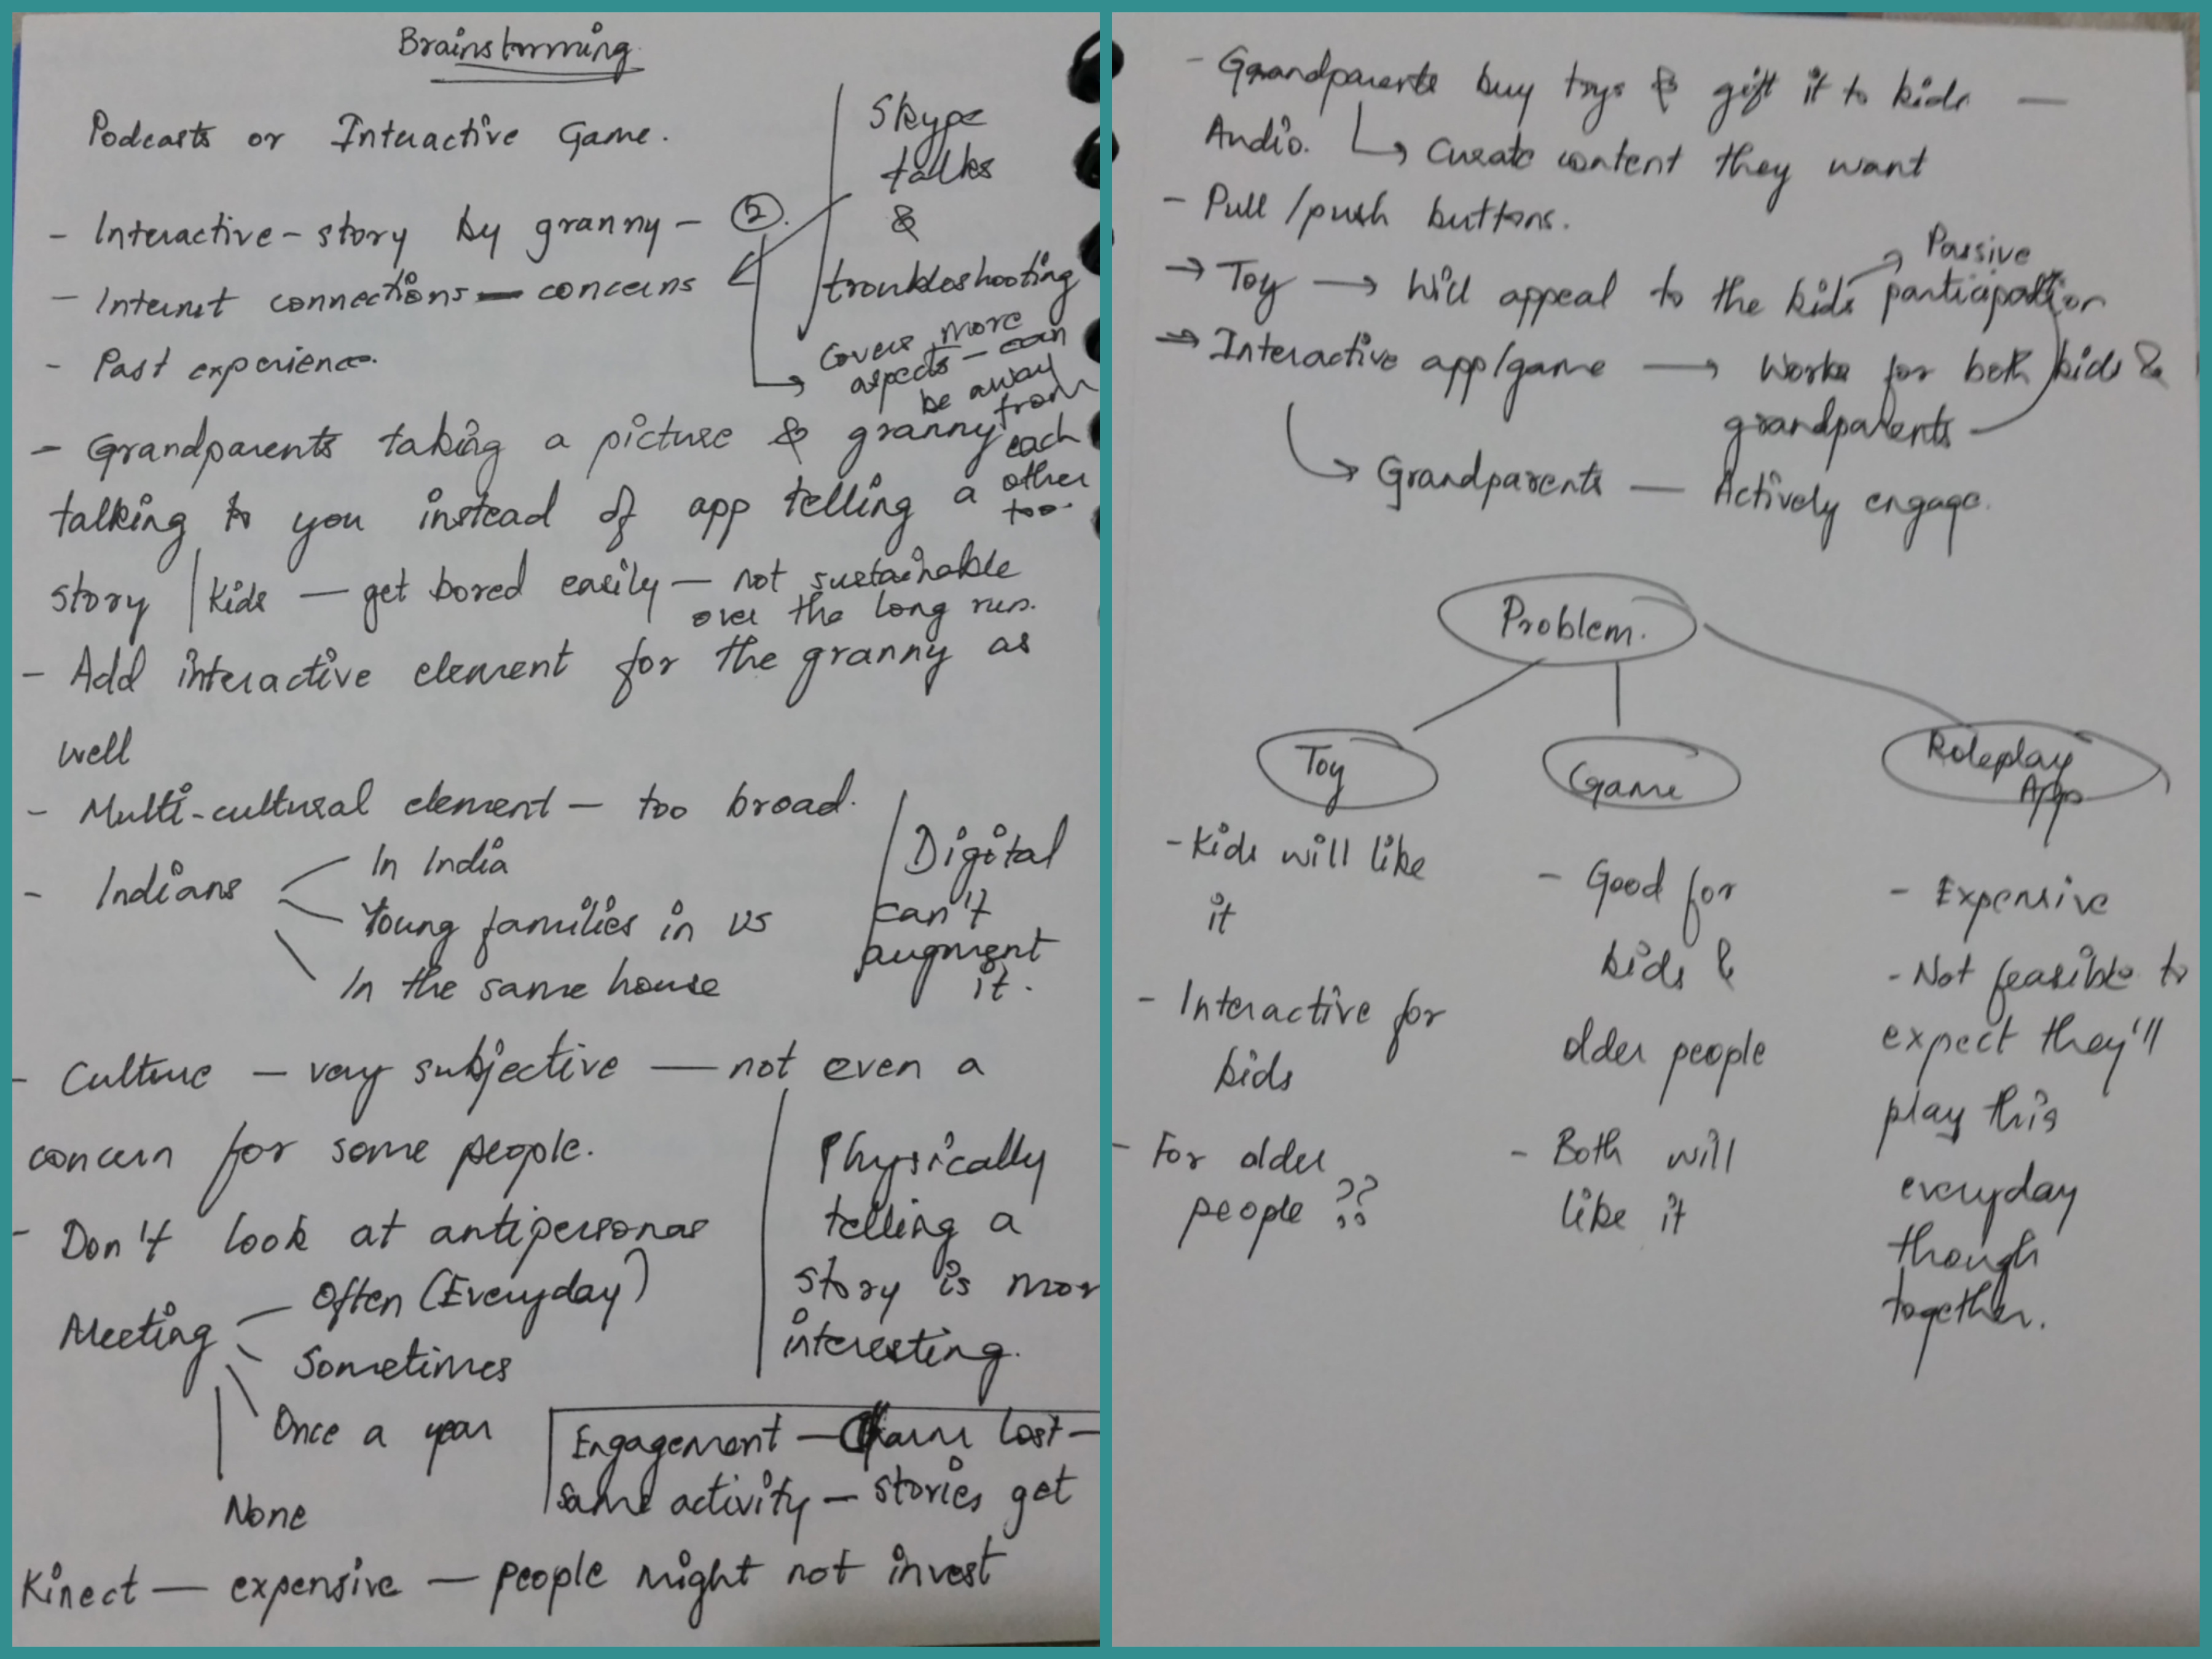 Brainstorming
Podcasts or Interactive Game.
- Interactive - story by granny - ②.
- Internet connections - concerns
- Past experience.
Skype
talks
&
troubleshooting
Covers more
aspects - can
be away
from
each
other
too.
- Grandparents taking a picture & granny
talking to you instead of app telling a
story | Kids — get bored easily — not sustainable
over the long run.
- Add interactive element for the granny as
well
- Multi-cultural element — too broad.
- Indians
In India
Young families in US
In the same house
Digital
can't
augment
it.
- Culture — very subjective — not even a
concern for some people.
- Don't look at antipersonas
Meeting
Often (Everyday)
Sometimes
Once a year
None
Physically
telling a
story is mor
interesting.
Engagement — Charm lost —
same activity — stories get
Kinect — expensive — people might not invest
- Grandparents buy toys & gift it to kids —
Audio. ↳ Curate content they want
- Pull / push buttons.
→ Toy → Will appeal to the kids
Passive
participation
⇒ Interactive app/game → Works for both kids &
grandparents
↳ Grandparents — Actively engage.
Problem.
Toy
Game
Roleplay
App
- Kids will like
it
- Interactive for
kids
- For older
people ??
- Good for
kids &
older people
- Both will
like it
- Expensive
- Not feasible to
expect they'll
play this
everyday
though
together.